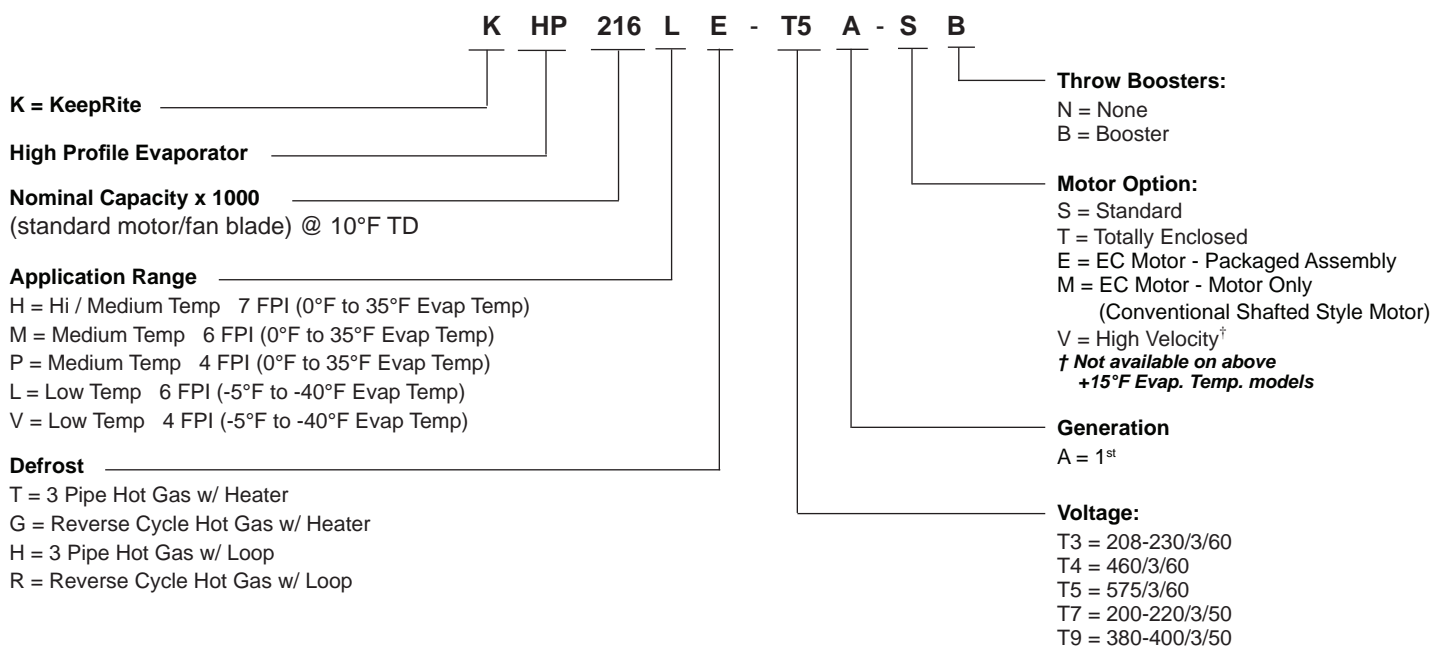 K HP 216 L E - T5 A - S B
K = KeepRite
High Profile Evaporator
Nominal Capacity x 1000
(standard motor/fan blade) @ 10°F TD
Application Range
H = Hi / Medium Temp 7 FPI (0°F to 35°F Evap Temp)
M = Medium Temp 6 FPI (0°F to 35°F Evap Temp)
P = Medium Temp 4 FPI (0°F to 35°F Evap Temp)
L = Low Temp 6 FPI (-5°F to -40°F Evap Temp)
V = Low Temp 4 FPI (-5°F to -40°F Evap Temp)
Defrost
T = 3 Pipe Hot Gas w/ Heater
G = Reverse Cycle Hot Gas w/ Heater
H = 3 Pipe Hot Gas w/ Loop
R = Reverse Cycle Hot Gas w/ Loop
Throw Boosters:
N = None
B = Booster
Motor Option:
S = Standard
T = Totally Enclosed
E = EC Motor - Packaged Assembly
M = EC Motor - Motor Only
(Conventional Shafted Style Motor)
V = High Velocity†
† Not available on above
+15°F Evap. Temp. models
Generation
A = 1st
Voltage:
T3 = 208-230/3/60
T4 = 460/3/60
T5 = 575/3/60
T7 = 200-220/3/50
T9 = 380-400/3/50